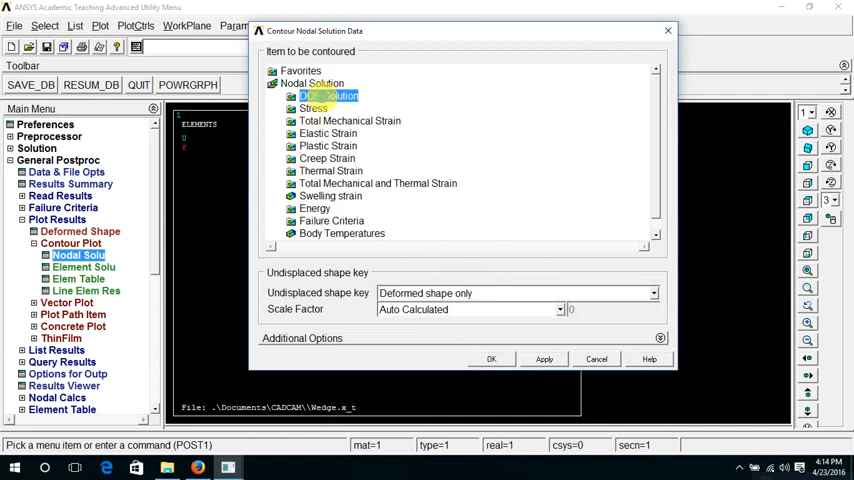 ANSYS Academic Teaching Advanced Utility Menu
File Select List Plot PlotCtrls WorkPlane Param
Toolbar
SAVE_DB RESUM_DB QUIT POWRGRPH
Main Menu
Preferences
Preprocessor
Solution
General Postproc
Data & File Opts
Results Summary
Read Results
Failure Criteria
Plot Results
Deformed Shape
Contour Plot
Nodal Solu
Element Solu
Elem Table
Line Elem Res
Vector Plot
Plot Path Item
Concrete Plot
ThinFilm
List Results
Query Results
Options for Outp
Results Viewer
Nodal Calcs
Element Table
1
ELEMENTS
U
F
File: .\Documents\CADCAM\\Wedge.x_t
Contour Nodal Solution Data
Item to be contoured
Favorites
Nodal Solution
DOF Solution
Stress
Total Mechanical Strain
Elastic Strain
Plastic Strain
Creep Strain
Thermal Strain
Total Mechanical and Thermal Strain
Swelling strain
Energy
Failure Criteria
Body Temperatures
Undisplaced shape key
Undisplaced shape key Deformed shape only
Scale Factor Auto Calculated 0
Additional Options
OK Apply Cancel Help
1
3
Pick a menu item or enter a command (POST1) mat=1 type=1 real=1 csys=0 secn=1
4:14 PM
4/23/2016